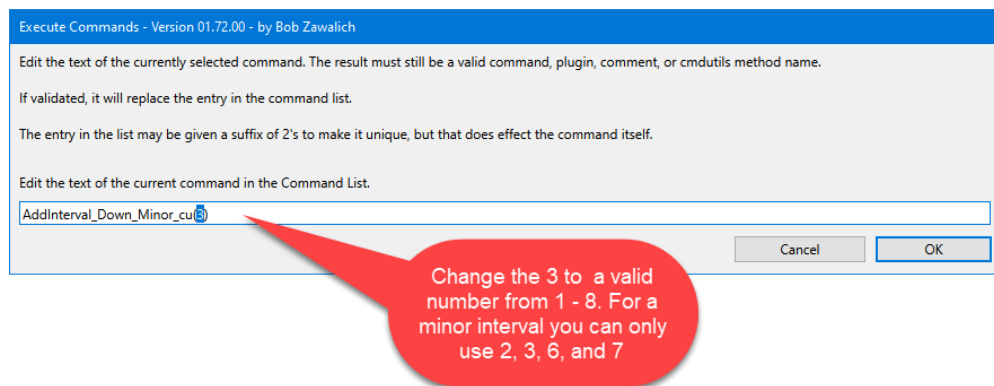 Execute Commands - Version 01.72.00 - by Bob Zawalich
Edit the text of the currently selected command. The result must still be a valid command, plugin, comment, or cmdutils method name.
If validated, it will replace the entry in the command list.
The entry in the list may be given a suffix of 2's to make it unique, but that does effect the command itself.
Edit the text of the current command in the Command List.
AddInterval_Down_Minor_cu(3)
Cancel
OK
Change the 3 to a valid
number from 1 - 8. For a
minor interval you can only
use 2, 3, 6, and 7